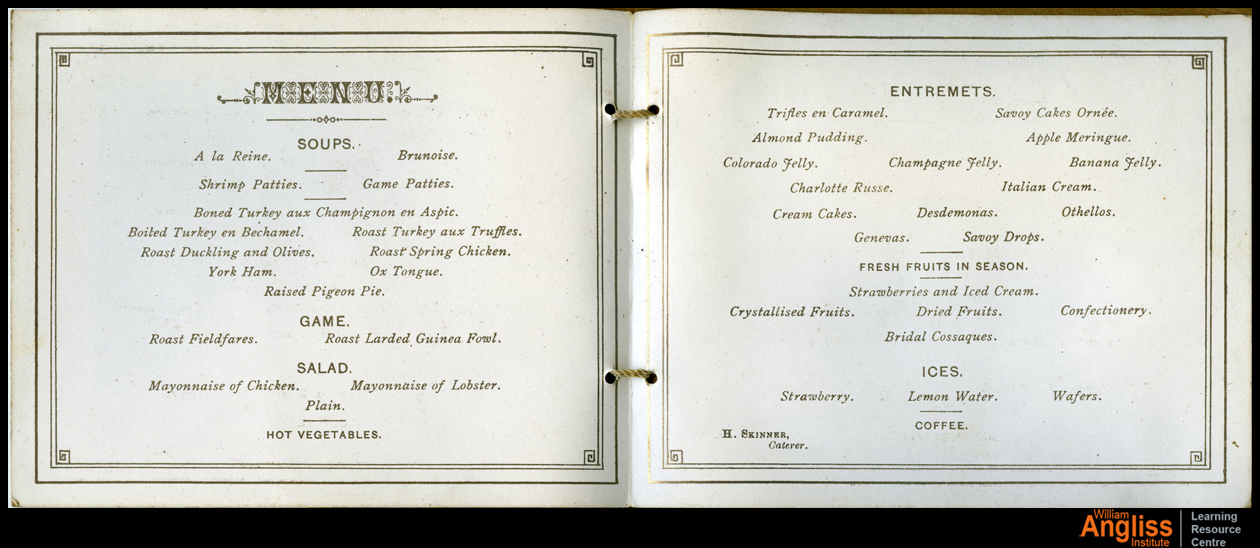 MENU.
SOUPS.
A la Reine. Brunoise.
Shrimp Patties. Game Patties.
Boned Turkey aux Champignon en Aspic.
Boiled Turkey en Bechamel. Roast Turkey aux Truffles.
Roast Duckling and Olives. Roast Spring Chicken.
York Ham. Ox Tongue.
Raised Pigeon Pie.
GAME.
Roast Fieldfares. Roast Larded Guinea Fowl.
SALAD.
Mayonnaise of Chicken. Mayonnaise of Lobster.
Plain.
HOT VEGETABLES.
ENTREMETS.
Trifles en Caramel. Savoy Cakes Ornée.
Almond Pudding. Apple Meringue.
Colorado Jelly. Champagne Jelly. Banana Jelly.
Charlotte Russe. Italian Cream.
Cream Cakes. Desdemonas. Othellos.
Genevas. Savoy Drops.
FRESH FRUITS IN SEASON.
Strawberries and Iced Cream.
Crystallised Fruits. Dried Fruits. Confectionery.
Bridal Cossaques.
ICES.
Strawberry. Lemon Water. Wafers.
COFFEE.
H. SKINNER,
Caterer.
William
Angliss
Institute
Learning
Resource
Centre